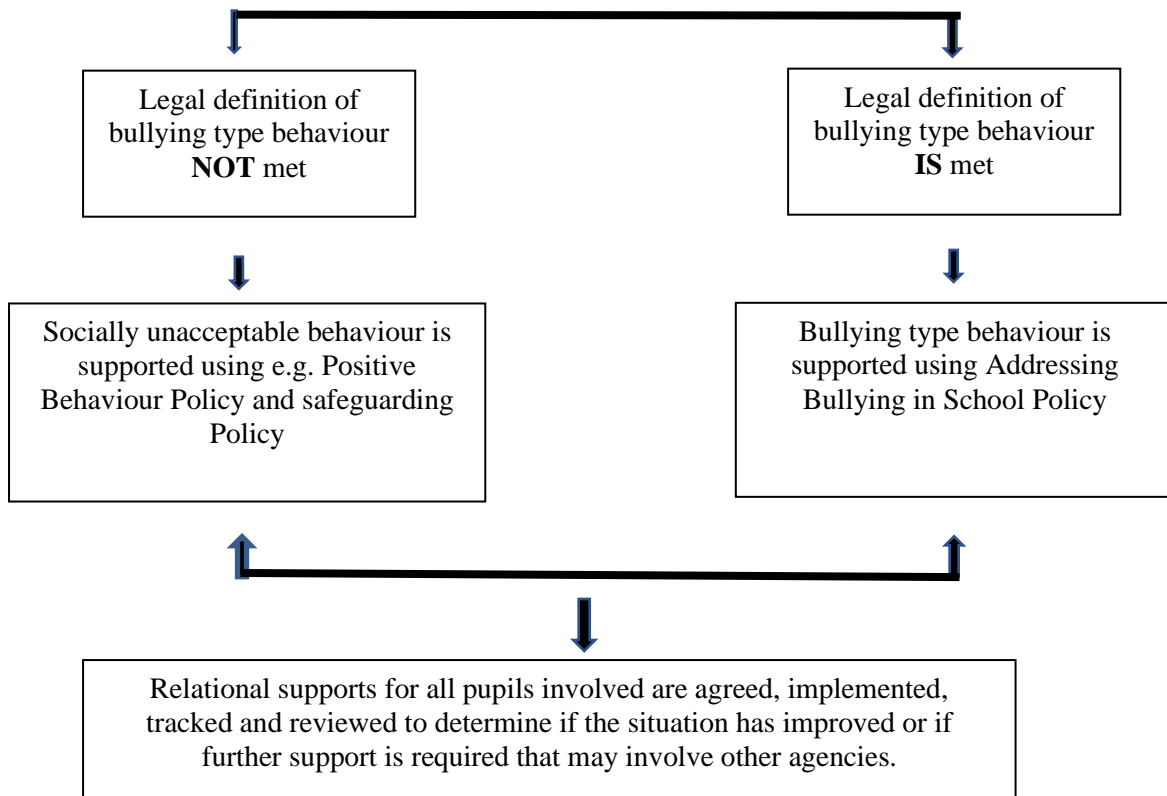 Legal definition of
bullying type behaviour
NOT met
Legal definition of
bullying type behaviour
IS met
Socially unacceptable behaviour is
supported using e.g. Positive
Behaviour Policy and safeguarding
Policy
Bullying type behaviour is
supported using Addressing
Bullying in School Policy
Relational supports for all pupils involved are agreed, implemented,
tracked and reviewed to determine if the situation has improved or if
further support is required that may involve other agencies.